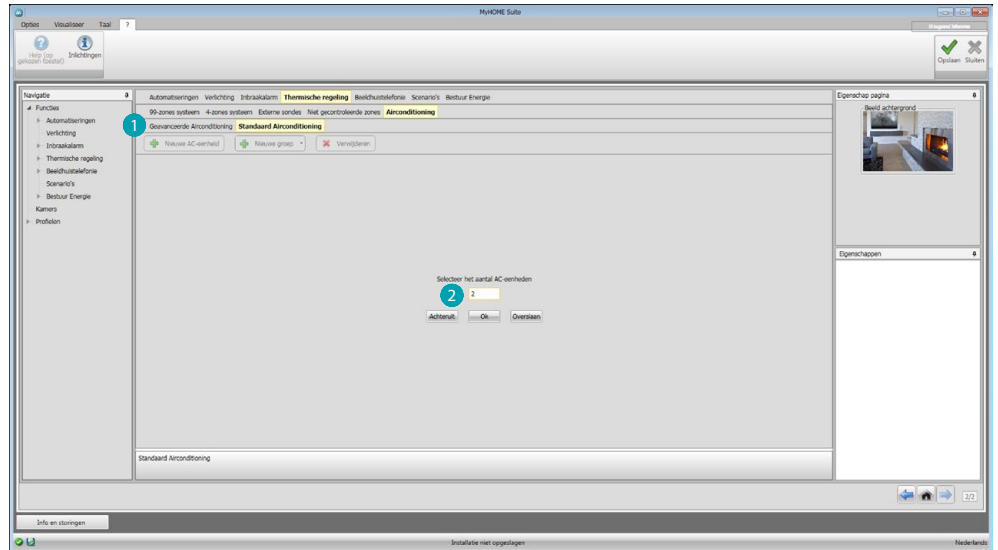 MyHOME Suite
Opties Visualiseer Taal ?
Help (op gekozen toestel)
Inlichtingen
Opslaan Sluiten
Navigatie
Functies
Automatiseringen
Verlichting
Inbraakalarm
Thermische regeling
Beeldhuistelefonie
Scenario's
Bestuur Energie
Kamers
Profielen
Automatiseringen Verlichting Inbraakalarm Thermische regeling Beeldhuistelefonie Scenario's Bestuur Energie
99-zones systeem 4-zones systeem Externe sondes Niet gecontroleerde zones Airconditioning
1
Geavanceerde Airconditioning Standaard Airconditioning
Nieuwe AC-eenheid Nieuwe groep Verwijderen
Selecteer het aantal AC-eenheden
2
2
Achteruit Ok Overslaan
Standaard Airconditioning
Eigenschap pagina
Beeld achtergrond
Eigenschappen
2/2
Info en storingen
Installatie niet opgeslagen
Nederlands